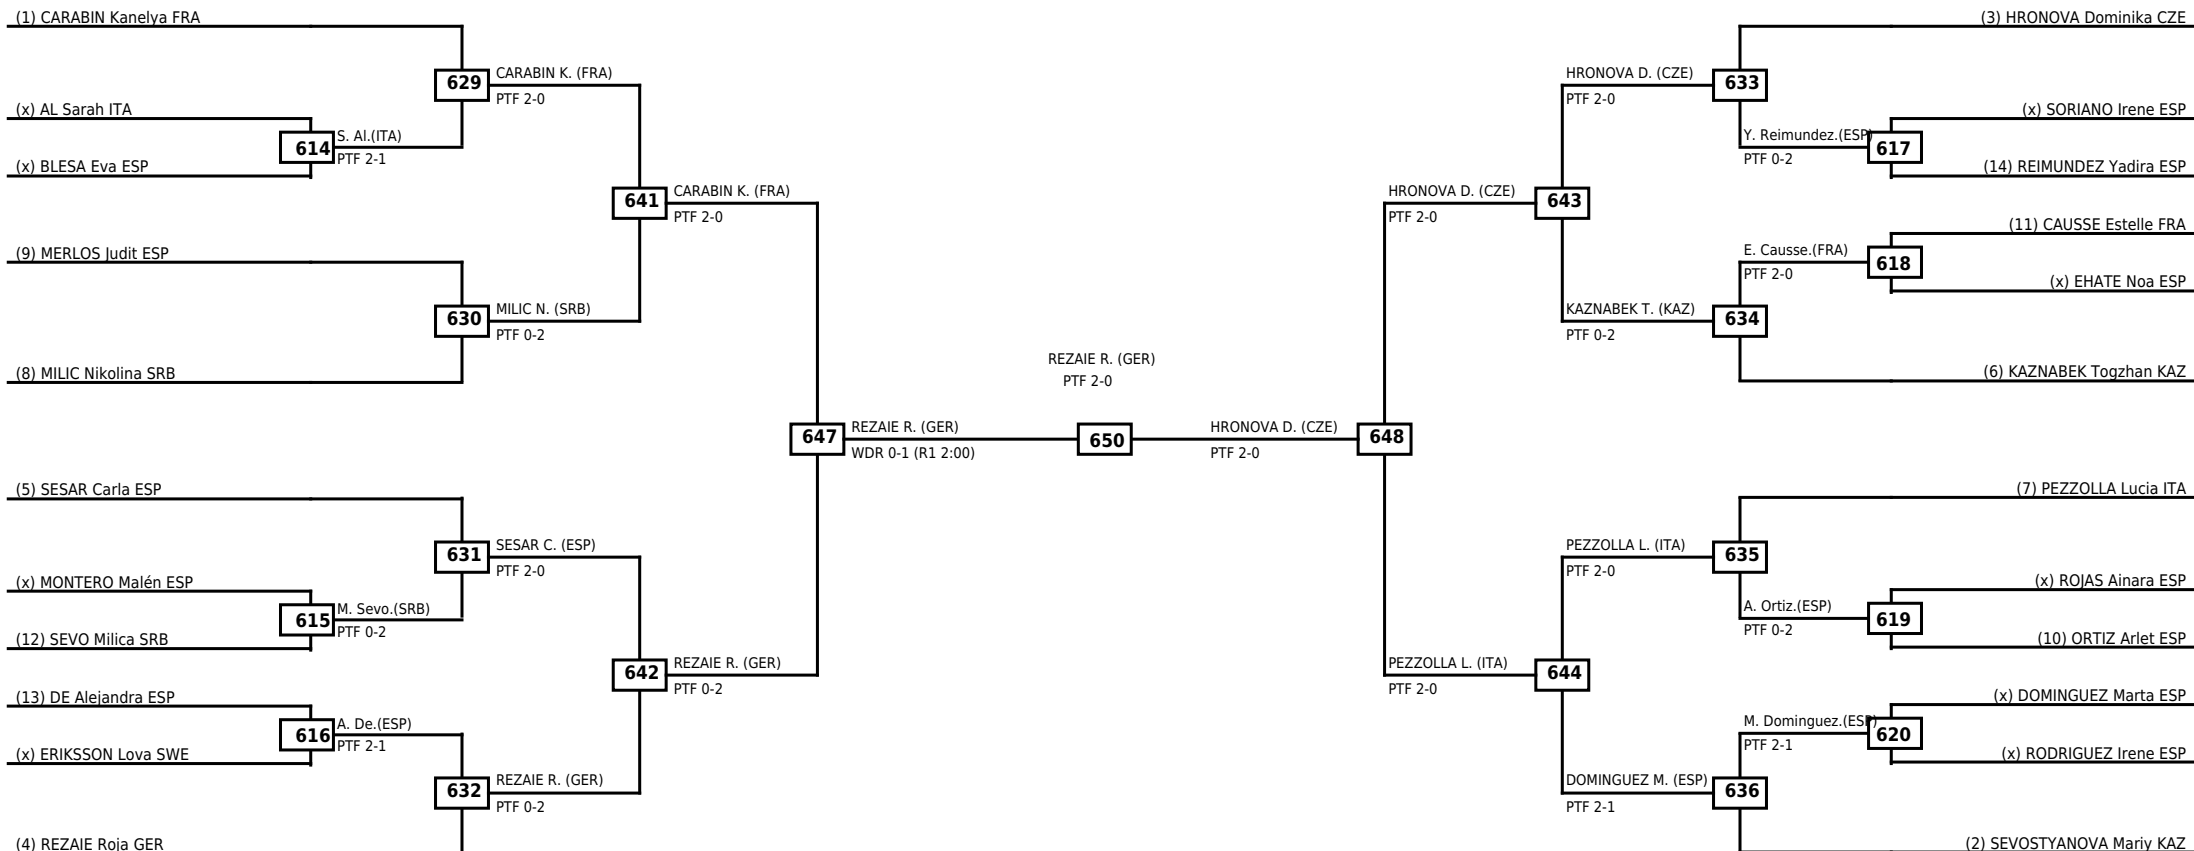 (1) CARABIN Kanelya FRA
629
CARABIN K. (FRA)
PTF 2-0
(x) AL Sarah ITA
614
S. Al.(ITA)
PTF 2-1
(x) BLESA Eva ESP
641
CARABIN K. (FRA)
PTF 2-0
(9) MERLOS Judit ESP
630
MILIC N. (SRB)
PTF 0-2
(8) MILIC Nikolina SRB
647
REZAIE R. (GER)
WDR 0-1 (R1 2:00)
(5) SESAR Carla ESP
631
SESAR C. (ESP)
PTF 2-0
(x) MONTERO Malén ESP
615
M. Sevo.(SRB)
PTF 0-2
(12) SEVO Milica SRB
642
REZAIE R. (GER)
PTF 0-2
(13) DE Alejandra ESP
616
A. De.(ESP)
PTF 2-1
(x) ERIKSSON Lova SWE
632
REZAIE R. (GER)
PTF 0-2
(4) REZAIE Roja GER
REZAIE R. (GER)
PTF 2-0
650
(3) HRONOVA Dominika CZE
HRONOVA D. (CZE)
PTF 2-0
633
(x) SORIANO Irene ESP
Y. Reimundez.(ESP)
PTF 0-2
617
(14) REIMUNDEZ Yadira ESP
HRONOVA D. (CZE)
PTF 2-0
643
(11) CAUSSE Estelle FRA
E. Causse.(FRA)
PTF 2-0
618
(x) EHATE Noa ESP
KAZNABEK T. (KAZ)
PTF 0-2
634
(6) KAZNABEK Togzhan KAZ
HRONOVA D. (CZE)
PTF 2-0
648
(7) PEZZOLLA Lucia ITA
PEZZOLLA L. (ITA)
PTF 2-0
635
(x) ROJAS Ainara ESP
A. Ortiz.(ESP)
PTF 0-2
619
(10) ORTIZ Arlet ESP
PEZZOLLA L. (ITA)
PTF 2-0
644
(x) DOMINGUEZ Marta ESP
M. Dominguez.(ESP)
PTF 2-1
620
(x) RODRIGUEZ Irene ESP
DOMINGUEZ M. (ESP)
PTF 2-1
636
(2) SEVOSTYANOVA Mariy KAZ